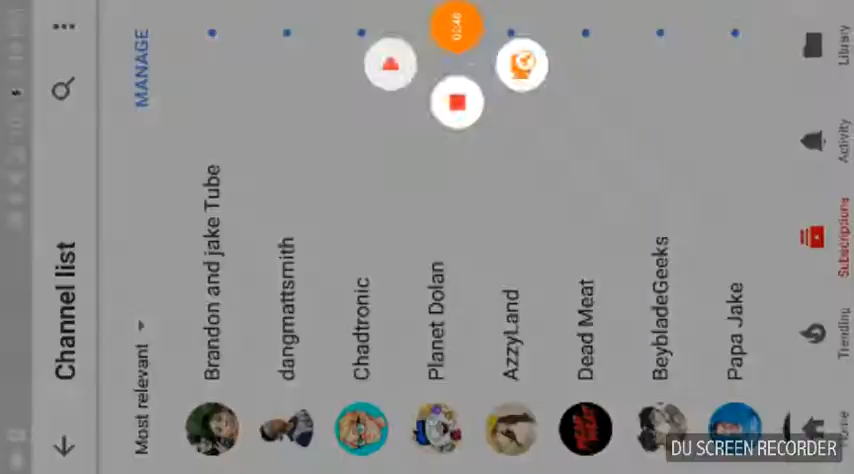 Channel list
Most relevant
MANAGE
Brandon and jake Tube
dangmattsmith
Chadtronic
Planet Dolan
AzzyLand
Dead Meat
BeybladeGeeks
Papa Jake
Home
Trending
Subscriptions
Activity
Library
DU SCREEN RECORDER